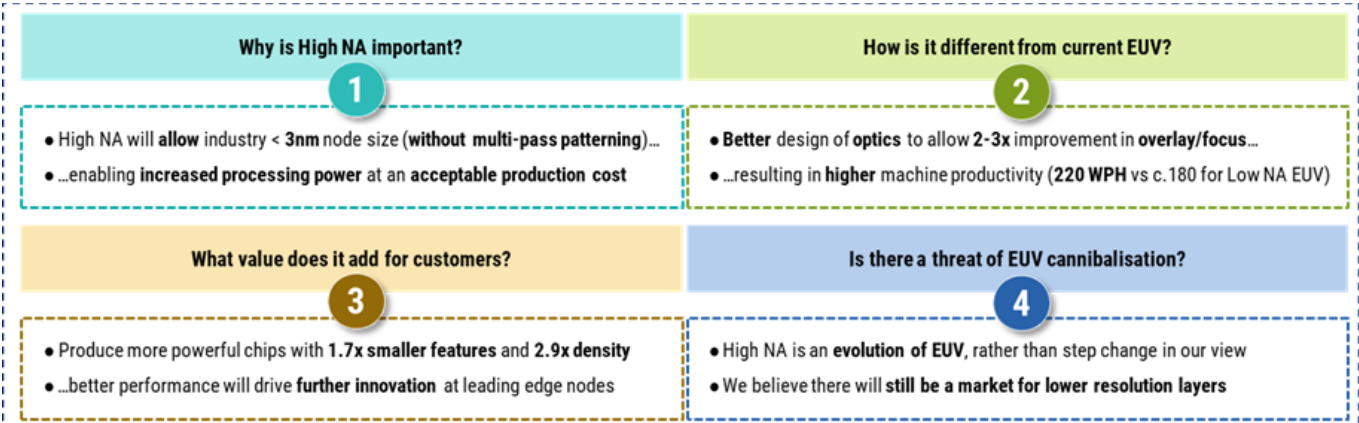 Why is High NA important?
1
● High NA will allow industry < 3nm node size (without multi-pass patterning)...
● ...enabling increased processing power at an acceptable production cost
How is it different from current EUV?
2
● Better design of optics to allow 2-3x improvement in overlay/focus...
● ...resulting in higher machine productivity (220 WPH vs c.180 for Low NA EUV)
What value does it add for customers?
3
● Produce more powerful chips with 1.7x smaller features and 2.9x density
● ...better performance will drive further innovation at leading edge nodes
Is there a threat of EUV cannibalisation?
4
● High NA is an evolution of EUV, rather than step change in our view
● We believe there will still be a market for lower resolution layers